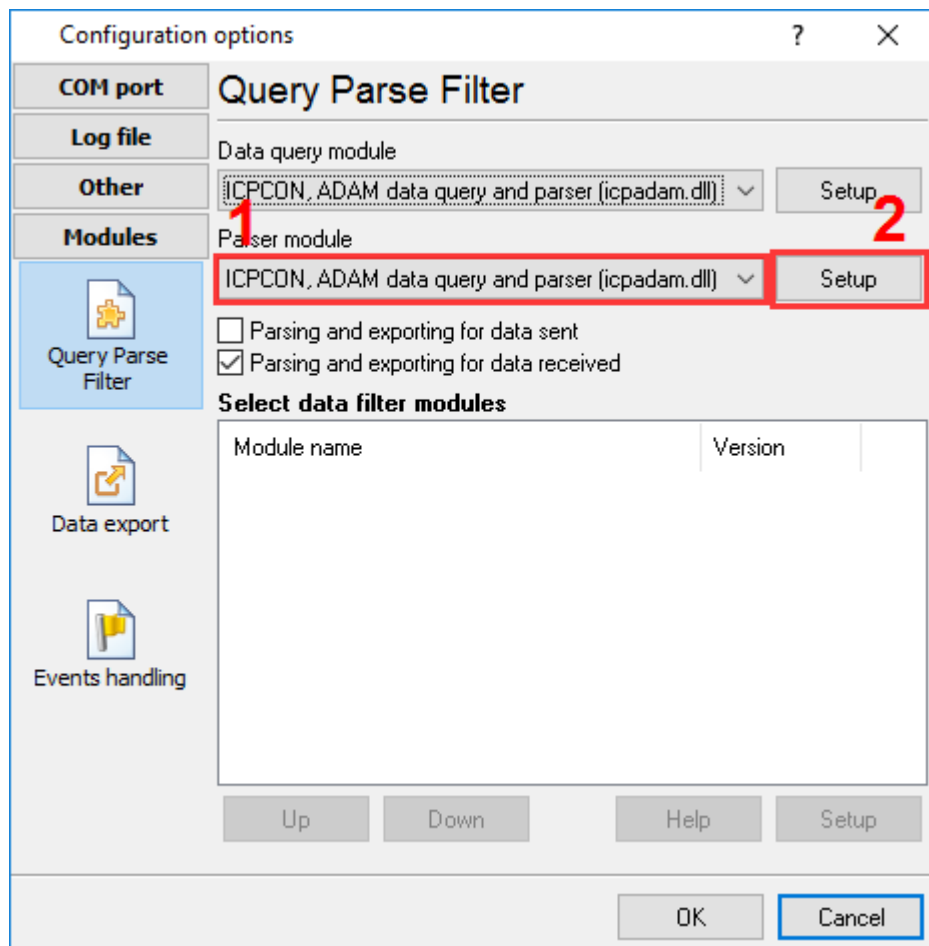 Configuration options
?
COM port
Log file
Other
Modules
Query Parse
Filter
Data export
Events handling
Query Parse Filter
Data query module
ICPCON, ADAM data query and parser (icpadam.dll)
Setup
1
2
Parser module
ICPCON, ADAM data query and parser (icpadam.dll)
Setup
Parsing and exporting for data sent
Parsing and exporting for data received
Select data filter modules
Module name Version
Up Down Help Setup
OK Cancel